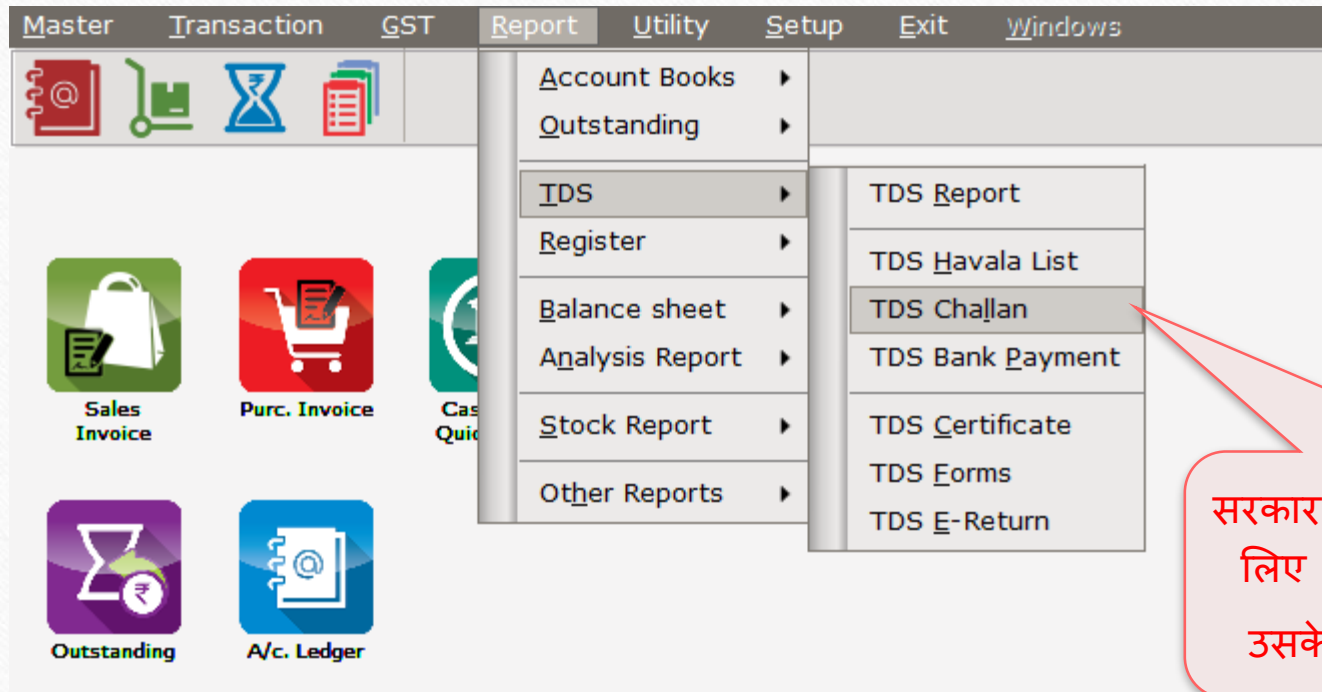 Master Transaction GST Report Utility Setup Exit Windows
Account Books
Outstanding
TDS
Register
Balance sheet
Analysis Report
Stock Report
Other Reports
TDS Report
TDS Havala List
TDS Challan
TDS Bank Payment
TDS Certificate
TDS Forms
TDS E-Return
Sales
Invoice
Purc. Invoice
Outstanding
A/c. Ledger
सरकार
लिए
उसके